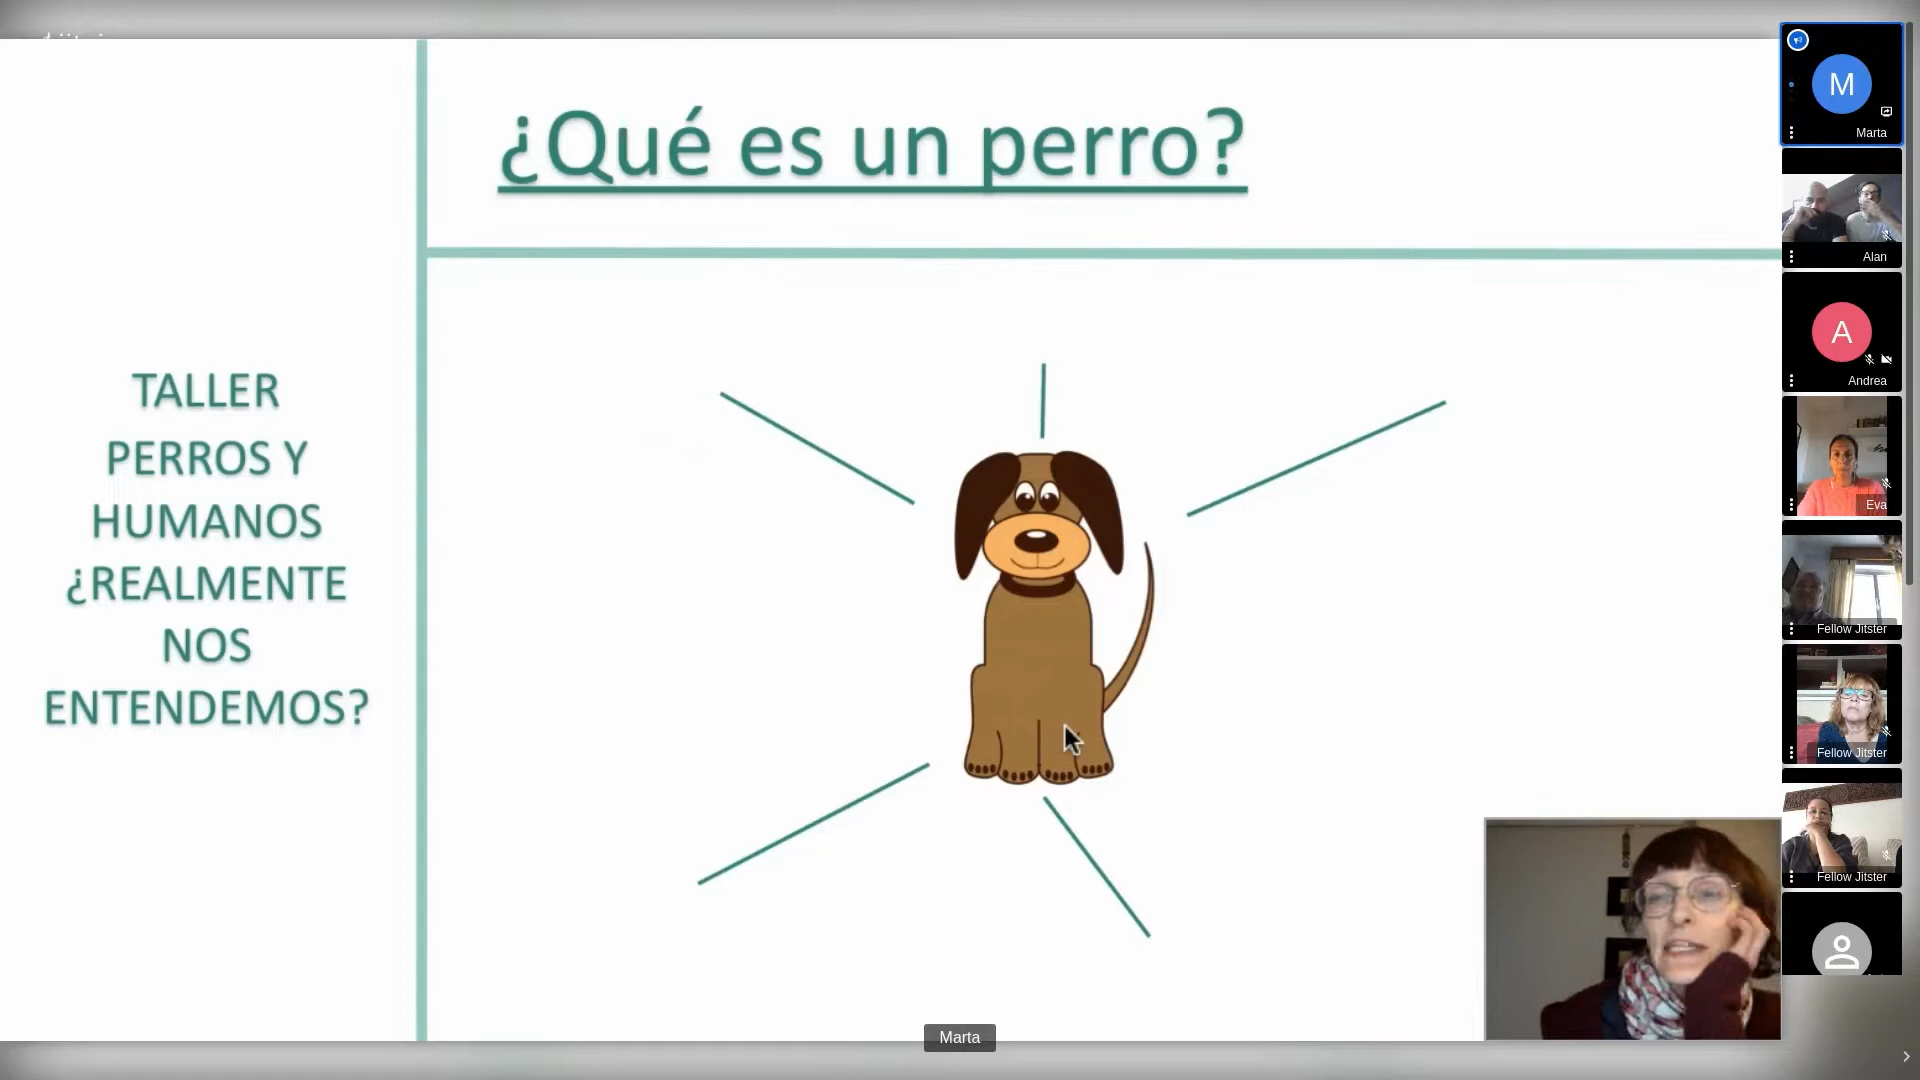 ¿Qué es un perro?
TALLER
PERROS Y
HUMANOS
¿REALMENTE
NOS
ENTENDEMOS?
M
Marta
Alan
A
Andrea
Eva
Fellow Jitster
Fellow Jitster
Fellow Jitster
Marta